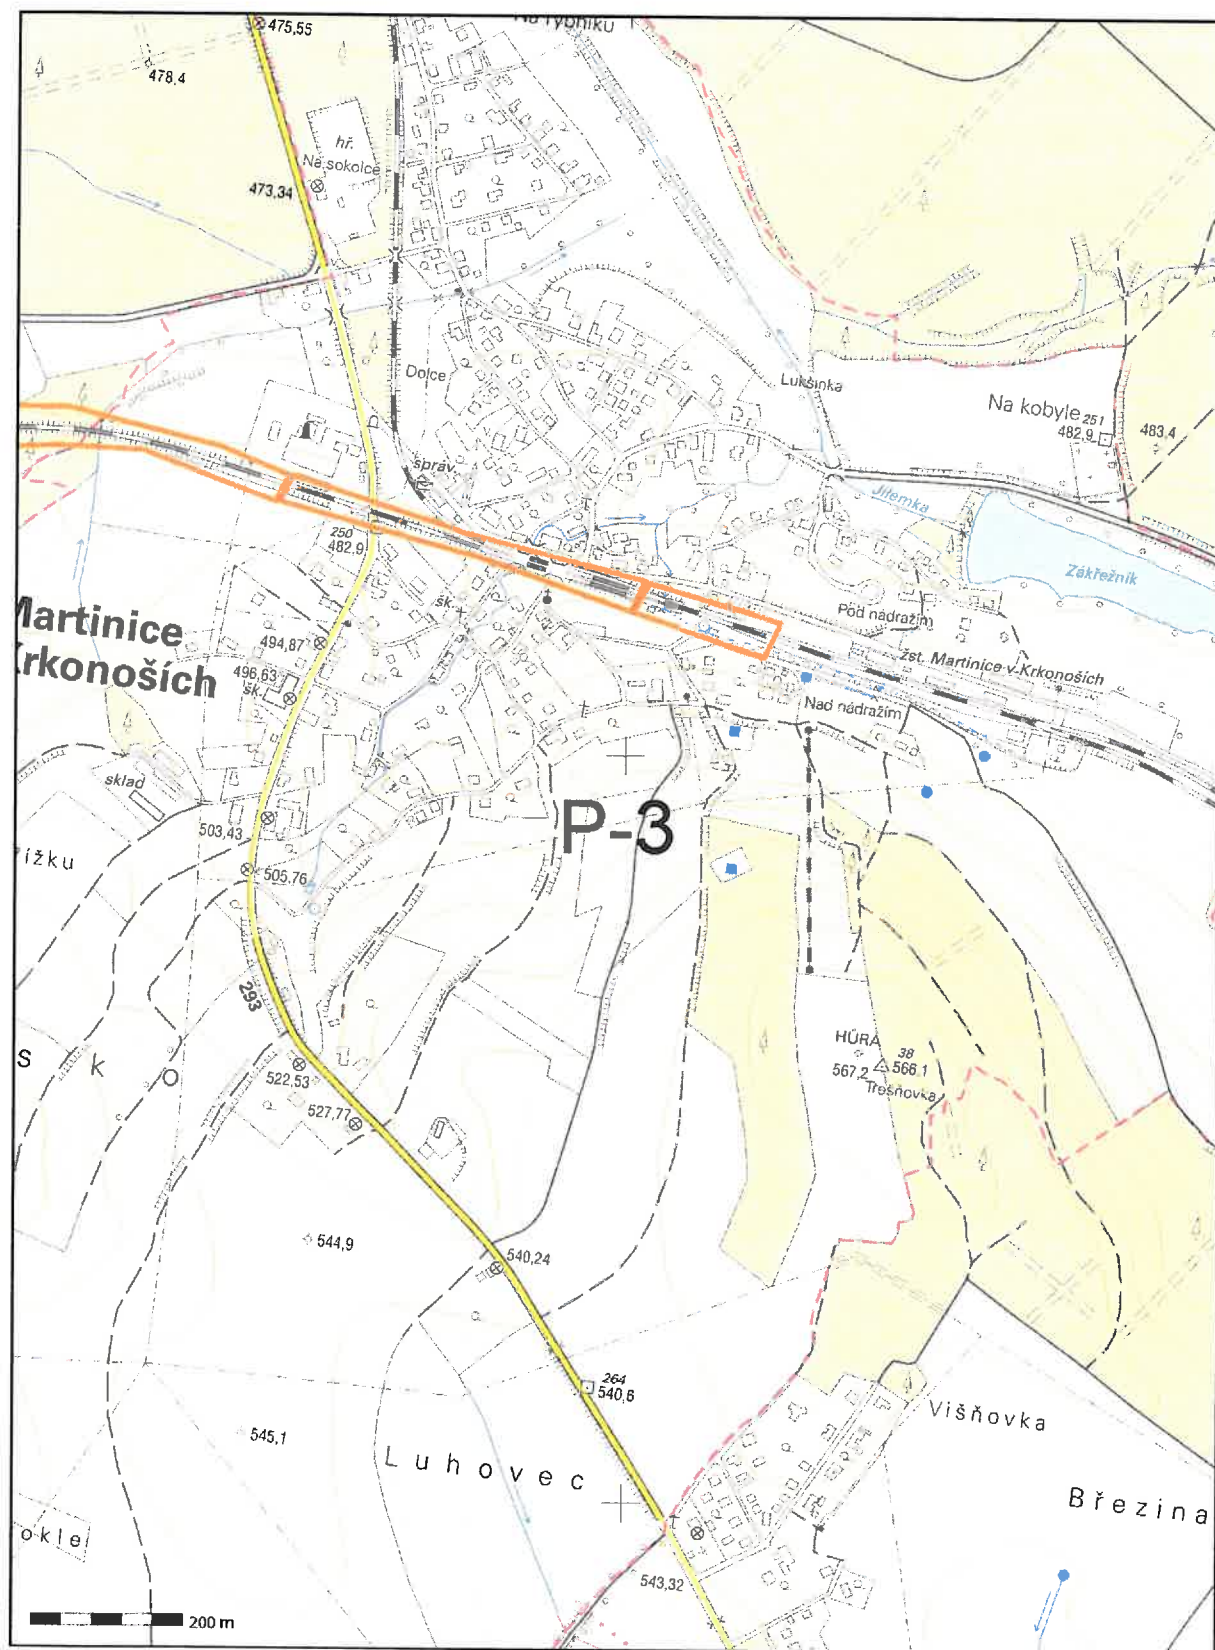 475,55
478,4
hř.
Na sokolce
473,34
Dolce
Lukšinka
Na kobyle
251
482,9
483,4
správ.
Jilemka
250
482,9
Zákřežník
Pod nádražím
šk.
Martinice
Krkonoších
494,87
496,63
šk.
žst. Martinice v Krkonoších
Nad nádražím
sklad
503,43
P-3
505,76
293
HŮRA
38
567,2
566,1
Třešňovka
S k o
522,53
527,77
544,9
540,24
264
540,6
Višňovka
545,1
Luhovec
Březina
okle
543,32
200 m